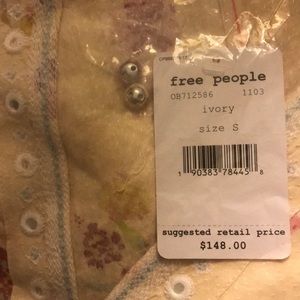 free people
OB712586 1103
ivory
size S
1 90383 78445 8
suggested retail price
$148.00